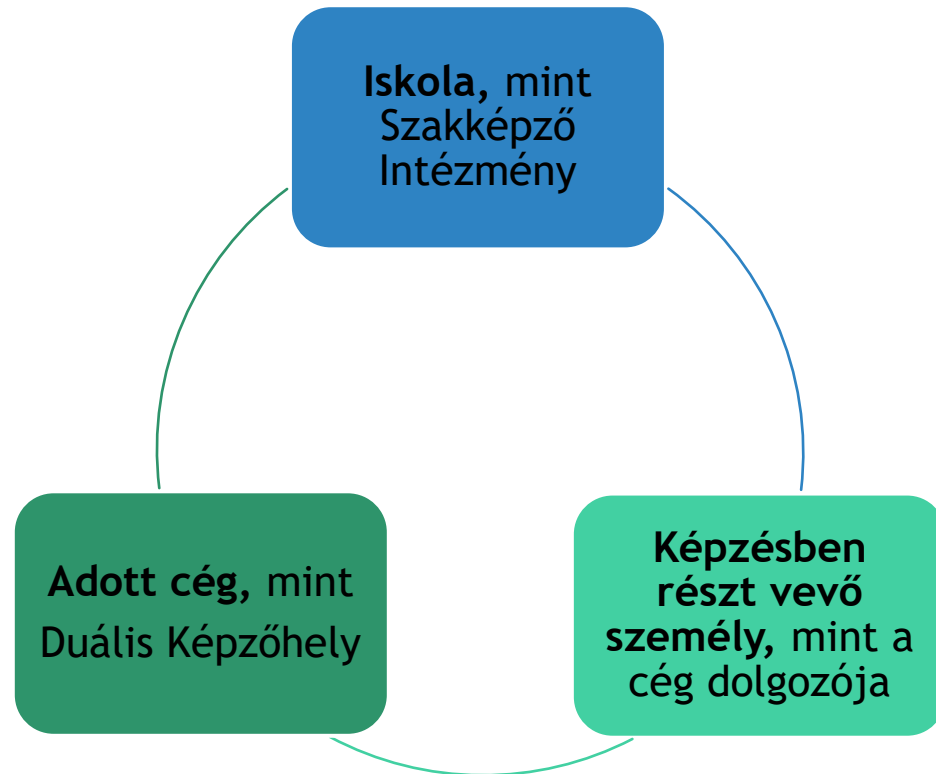 Iskola, mint
Szakképző
Intézmény
Adott cég, mint
Duális Képzőhely
Képzésben
részt vevő
személy, mint a
cég dolgozója